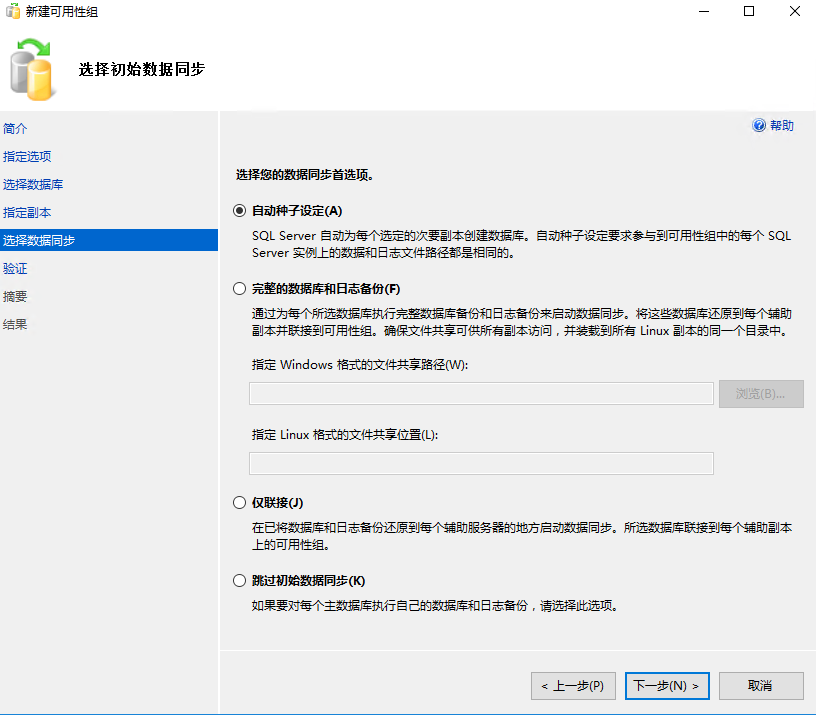 新建可用性组
选择初始数据同步
简介
指定选项
选择数据库
指定副本
选择数据同步
验证
摘要
结果
帮助
选择您的数据同步首选项。
自动种子设定(A)
SQL Server 自动为每个选定的次要副本创建数据库。自动种子设定要求参与到可用性组中的每个 SQL
Server 实例上的数据和日志文件路径都是相同的。
完整的数据库和日志备份(F)
通过为每个所选数据库执行完整数据库备份和日志备份来启动数据同步。将这些数据库还原到每个辅助
副本并联接到可用性组。确保文件共享可供所有副本访问，并装载到所有 Linux 副本的同一个目录中。
指定 Windows 格式的文件共享路径(W):
浏览(B)...
指定 Linux 格式的文件共享位置(L):
仅联接(J)
在已将数据库和日志备份还原到每个辅助服务器的地方启动数据同步。所选数据库联接到每个辅助副本
上的可用性组。
跳过初始数据同步(K)
如果要对每个主数据库执行自己的数据库和日志备份，请选择此选项。
< 上一步(P)
下一步(N) >
取消